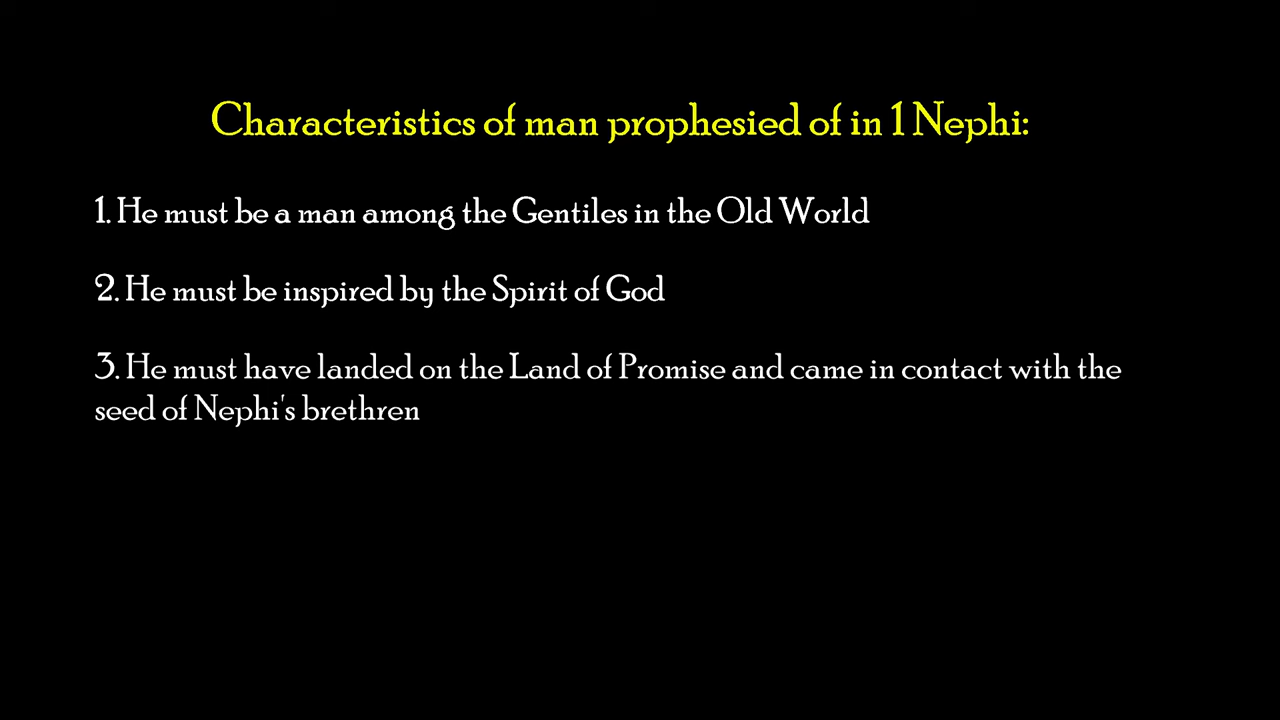 Characteristics of man prophesied of in 1 Nephi:
1. He must be a man among the Gentiles in the Old World
2. He must be inspired by the Spirit of God
3. He must have landed on the Land of Promise and came in contact with the
seed of Nephi's brethren